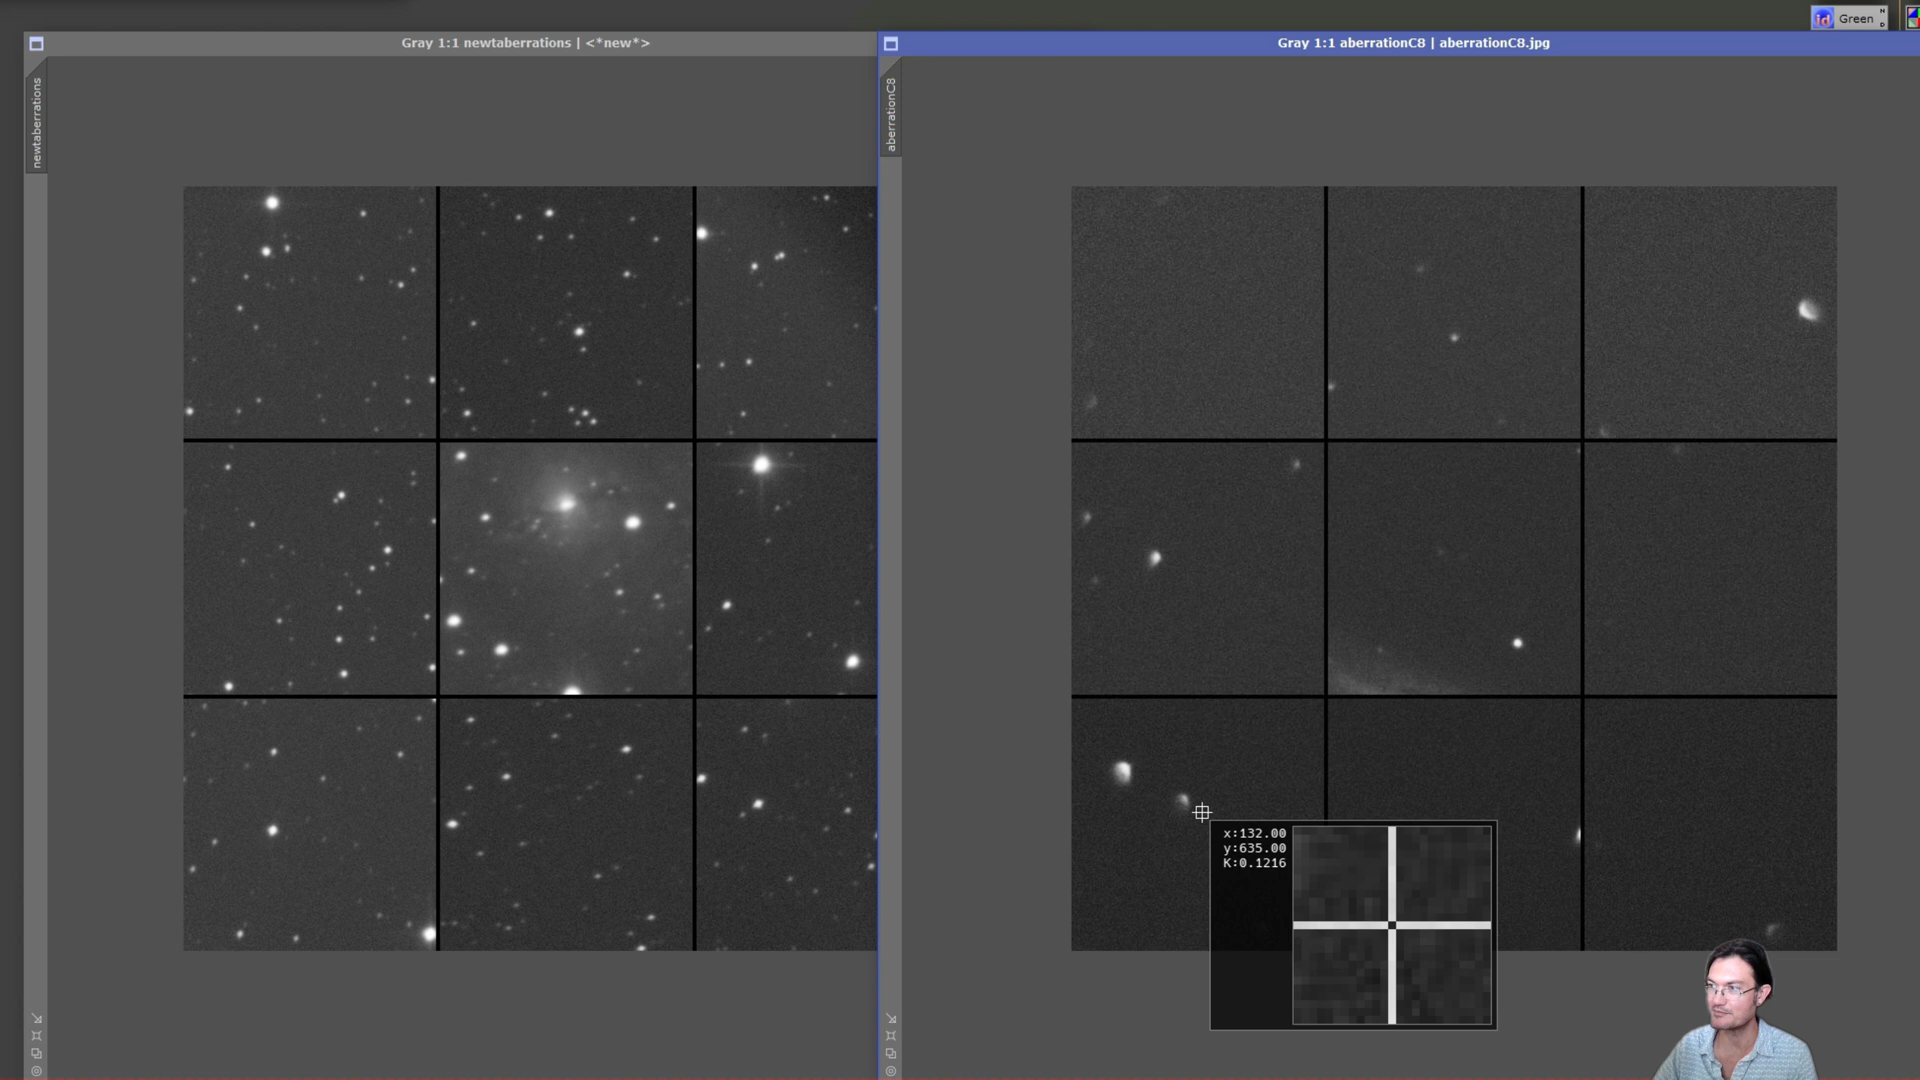 Green
N
D
Gray 1:1 newtaberrations | <*new*>
Gray 1:1 aberrationC8 | aberrationC8.jpg
newtaberrations
aberrationC8
x:132.00
y:635.00
K:0.1216
id